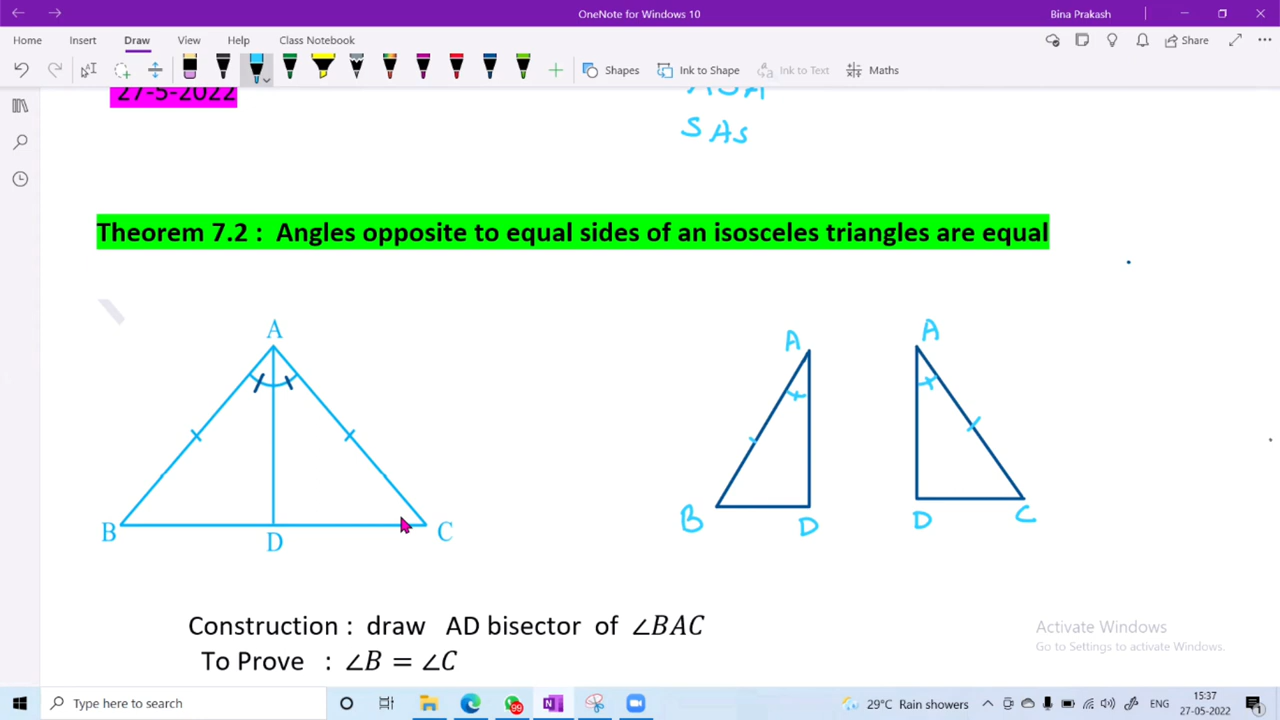 OneNote for Windows 10
Bina Prakash
Home Insert Draw View Help Class Notebook
Share
Shapes Ink to Shape Ink to Text Maths
27-5-2022
ASA
SAS
Theorem 7.2 : Angles opposite to equal sides of an isosceles triangles are equal
A
B
D
C
A
B
D
A
D
C
Construction : draw AD bisector of ∠BAC
To Prove : ∠B = ∠C
Activate Windows
Go to Settings to activate Windows.
Type here to search
99
29°C Rain showers
ENG
15:37
27-05-2022
1